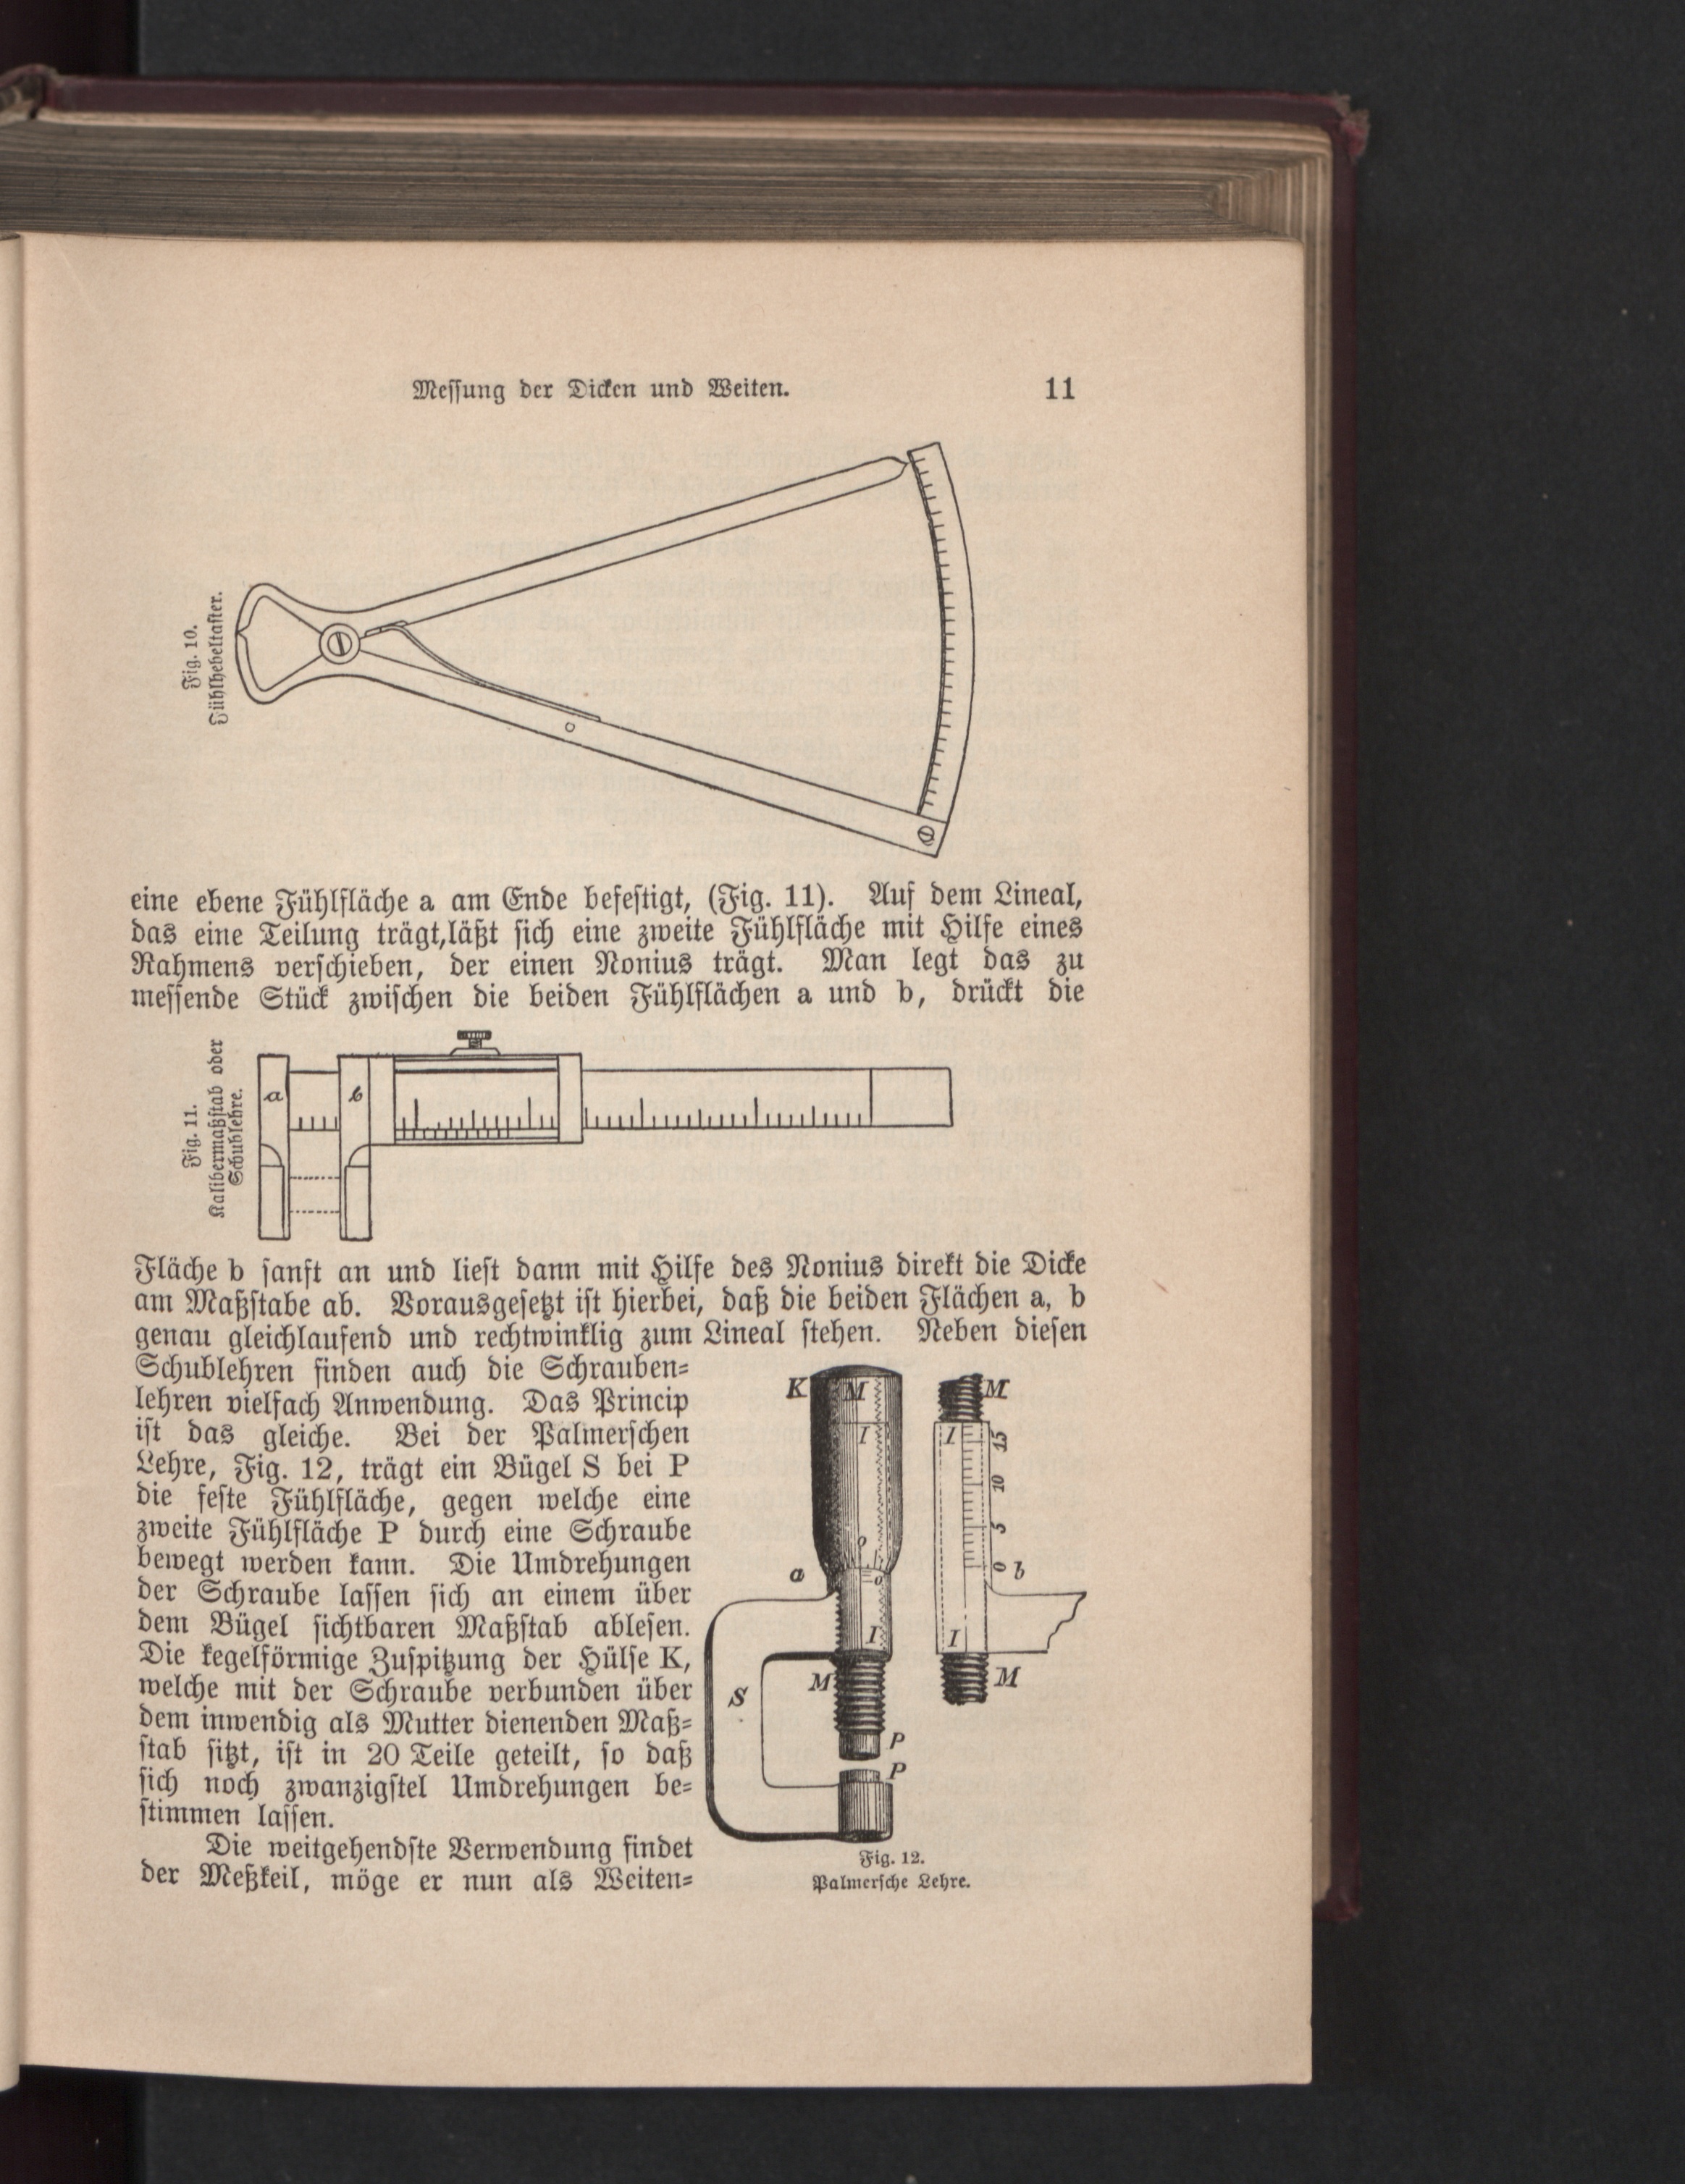 Messung der Dicken und Weiten. 11
Fig. 10.
Fühlhebeltaster.
eine ebene Fühlfläche a am Ende befestigt, (Fig. 11). Auf dem Lineal,
das eine Teilung trägt,läßt sich eine zweite Fühlfläche mit Hilfe eines
Rahmens verschieben, der einen Nonius trägt. Man legt das zu
messende Stück zwischen die beiden Fühlflächen a und b, drückt die
Fig. 11.
Kalibermaßstab oder
Schublehre.
a b
Fläche b sanft an und liest dann mit Hilfe des Nonius direkt die Dicke
am Maßstabe ab. Vorausgesetzt ist hierbei, daß die beiden Flächen a, b
genau gleichlaufend und rechtwinklig zum Lineal stehen. Neben diesen
Schublehren finden auch die Schrauben-
lehren vielfach Anwendung. Das Princip
ist das gleiche. Bei der Palmerschen
Lehre, Fig. 12, trägt ein Bügel S bei P
die feste Fühlfläche, gegen welche eine
zweite Fühlfläche P durch eine Schraube
bewegt werden kann. Die Umdrehungen
der Schraube lassen sich an einem über
dem Bügel sichtbaren Maßstab ablesen.
Die kegelförmige Zuspitzung der Hülse K,
welche mit der Schraube verbunden über
dem inwendig als Mutter dienenden Maß-
stab sitzt, ist in 20 Teile geteilt, so daß
sich noch zwanzigstel Umdrehungen be-
stimmen lassen.
Die weitgehendste Verwendung findet
der Meßkeil, möge er nun als Weiten-
K M M
I I 15
10
5
o
a o 0 b
I I
M M
S
P
P
Fig. 12.
Palmersche Lehre.